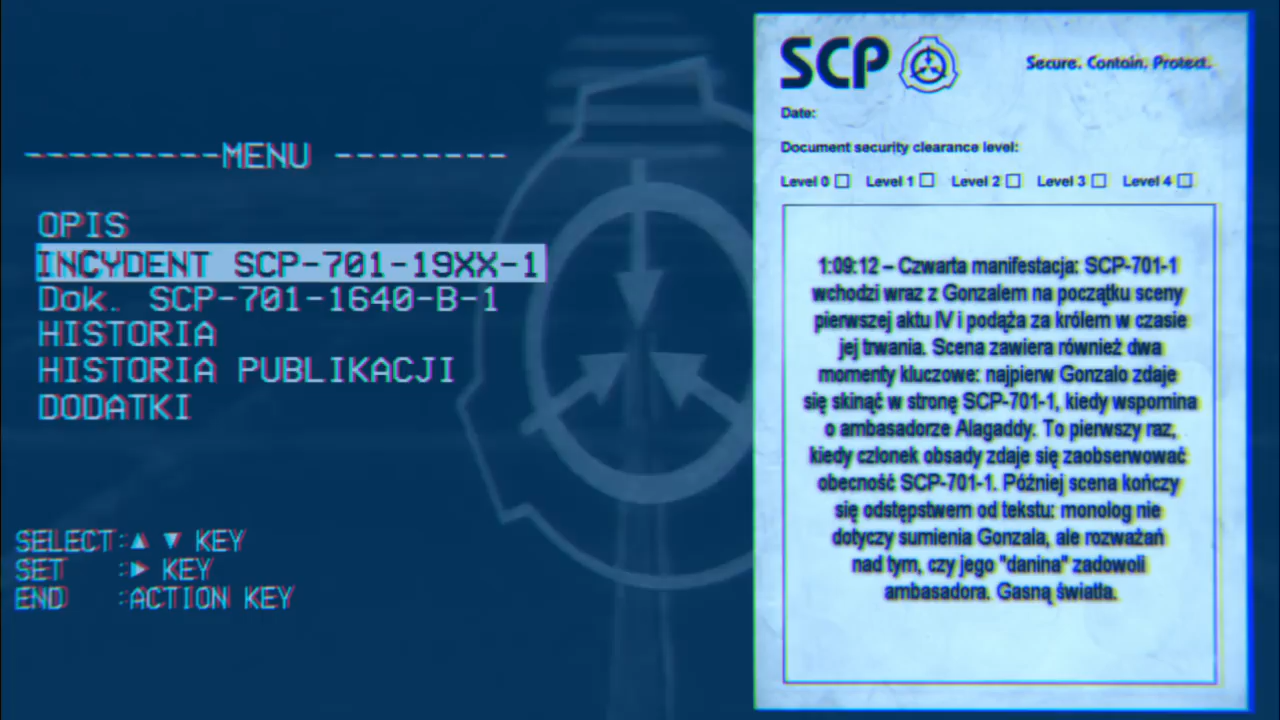 ---------MENU --------
OPIS
INCYDENT SCP-701-19XX-1
Dok. SCP-701-1640-B-1
HISTORIA
HISTORIA PUBLIKACJI
DODATKI
SELECT:▲ ▼ KEY
SET :▶ KEY
END :ACTION KEY
SCP
Secure. Contain. Protect.
Date:
Document security clearance level:
Level 0 □ Level 1 □ Level 2 □ Level 3 □ Level 4 □
1:09:12 – Czwarta manifestacja: SCP-701-1
wchodzi wraz z Gonzalem na początku sceny
pierwszej aktu IV i podąża za królem w czasie
jej trwania. Scena zawiera również dwa
momenty kluczowe: najpierw Gonzalo zdaje
się skinąć w stronę SCP-701-1, kiedy wspomina
o ambasadorze Alagaddy. To pierwszy raz,
kiedy członek obsady zdaje się zaobserwować
obecność SCP-701-1. Później scena kończy
się odstępstwem od tekstu: monolog nie
dotyczy sumienia Gonzala, ale rozważań
nad tym, czy jego "danina" zadowoli
ambasadora. Gasną światła.